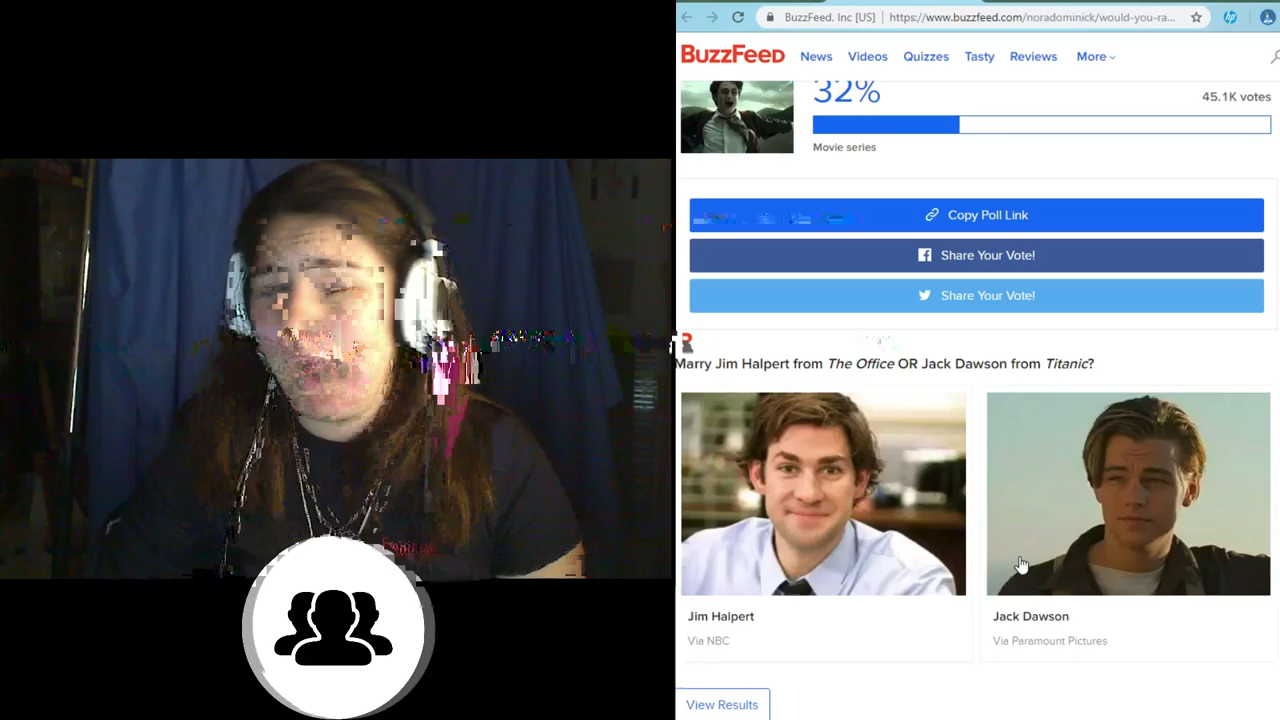 BuzzFeed, Inc [US]
https://www.buzzfeed.com/noradominick/would-you-ra...
BuzzFeed
News
Videos
Quizzes
Tasty
Reviews
More
32%
45.1K votes
Movie series
Copy Poll Link
Share Your Vote!
Share Your Vote!
Marry Jim Halpert from The Office OR Jack Dawson from Titanic?
Jim Halpert
Via NBC
Jack Dawson
Via Paramount Pictures
View Results